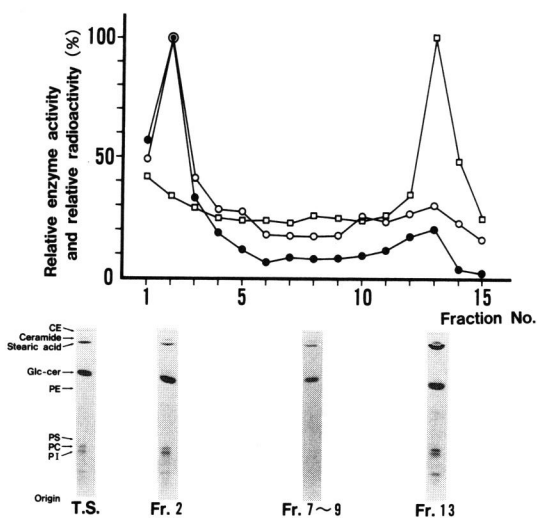 Relative enzyme activity
and relative radioactivity (%)
100
50
0
1
5
10
15
Fraction No.
CE
Ceramide
Stearic acid
Glc-cer
PE
PS
PC
PI
Origin
T.S.
Fr. 2
Fr. 7~9
Fr. 13